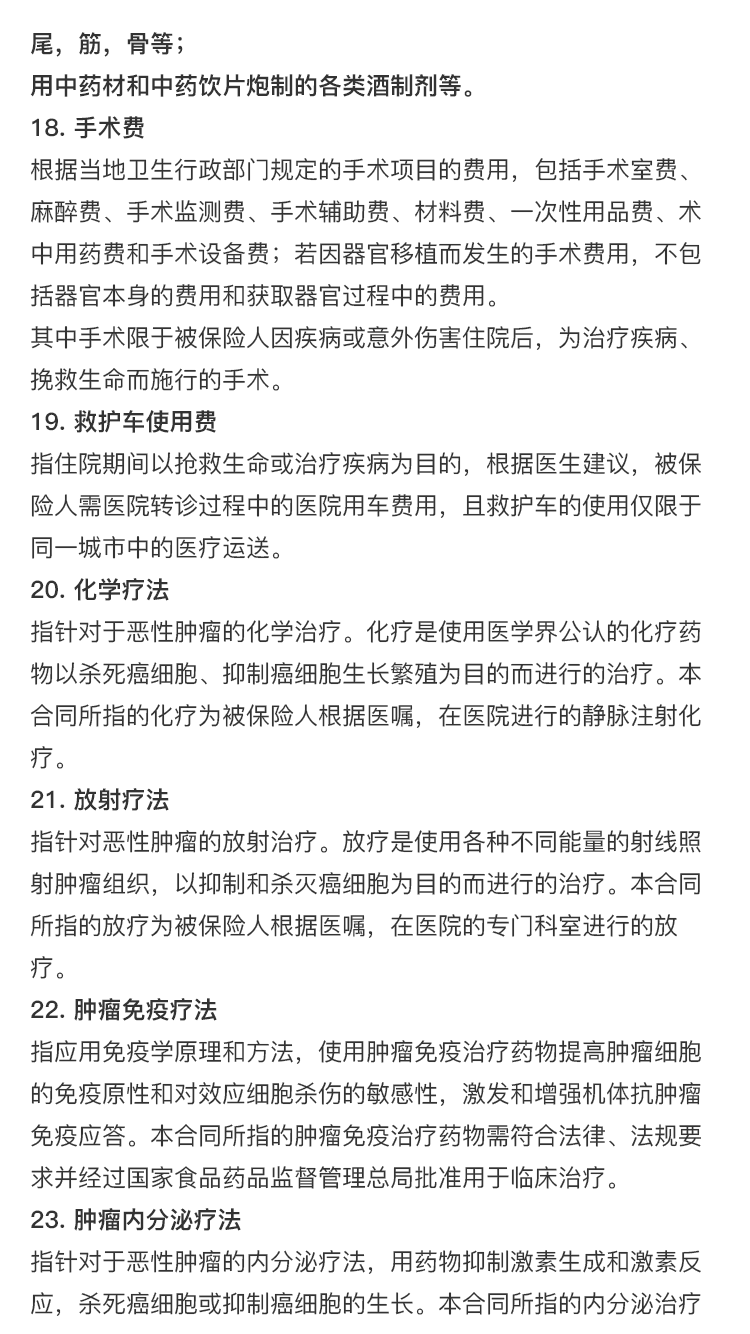 尾，筋，骨等；
用中药材和中药饮片炮制的各类酒制剂等。
18. 手术费
根据当地卫生行政部门规定的手术项目的费用，包括手术室费、
麻醉费、手术监测费、手术辅助费、材料费、一次性用品费、术
中用药费和手术设备费；若因器官移植而发生的手术费用，不包
括器官本身的费用和获取器官过程中的费用。
其中手术限于被保险人因疾病或意外伤害住院后，为治疗疾病、
挽救生命而施行的手术。
19. 救护车使用费
指住院期间以抢救生命或治疗疾病为目的，根据医生建议，被保
险人需医院转诊过程中的医院用车费用，且救护车的使用仅限于
同一城市中的医疗运送。
20. 化学疗法
指针对于恶性肿瘤的化学治疗。化疗是使用医学界公认的化疗药
物以杀死癌细胞、抑制癌细胞生长繁殖为目的而进行的治疗。本
合同所指的化疗为被保险人根据医嘱，在医院进行的静脉注射化
疗。
21. 放射疗法
指针对恶性肿瘤的放射治疗。放疗是使用各种不同能量的射线照
射肿瘤组织，以抑制和杀灭癌细胞为目的而进行的治疗。本合同
所指的放疗为被保险人根据医嘱，在医院的专门科室进行的放
疗。
22. 肿瘤免疫疗法
指应用免疫学原理和方法，使用肿瘤免疫治疗药物提高肿瘤细胞
的免疫原性和对效应细胞杀伤的敏感性，激发和增强机体抗肿瘤
免疫应答。本合同所指的肿瘤免疫治疗药物需符合法律、法规要
求并经过国家食品药品监督管理总局批准用于临床治疗。
23. 肿瘤内分泌疗法
指针对于恶性肿瘤的内分泌疗法，用药物抑制激素生成和激素反
应，杀死癌细胞或抑制癌细胞的生长。本合同所指的内分泌治疗